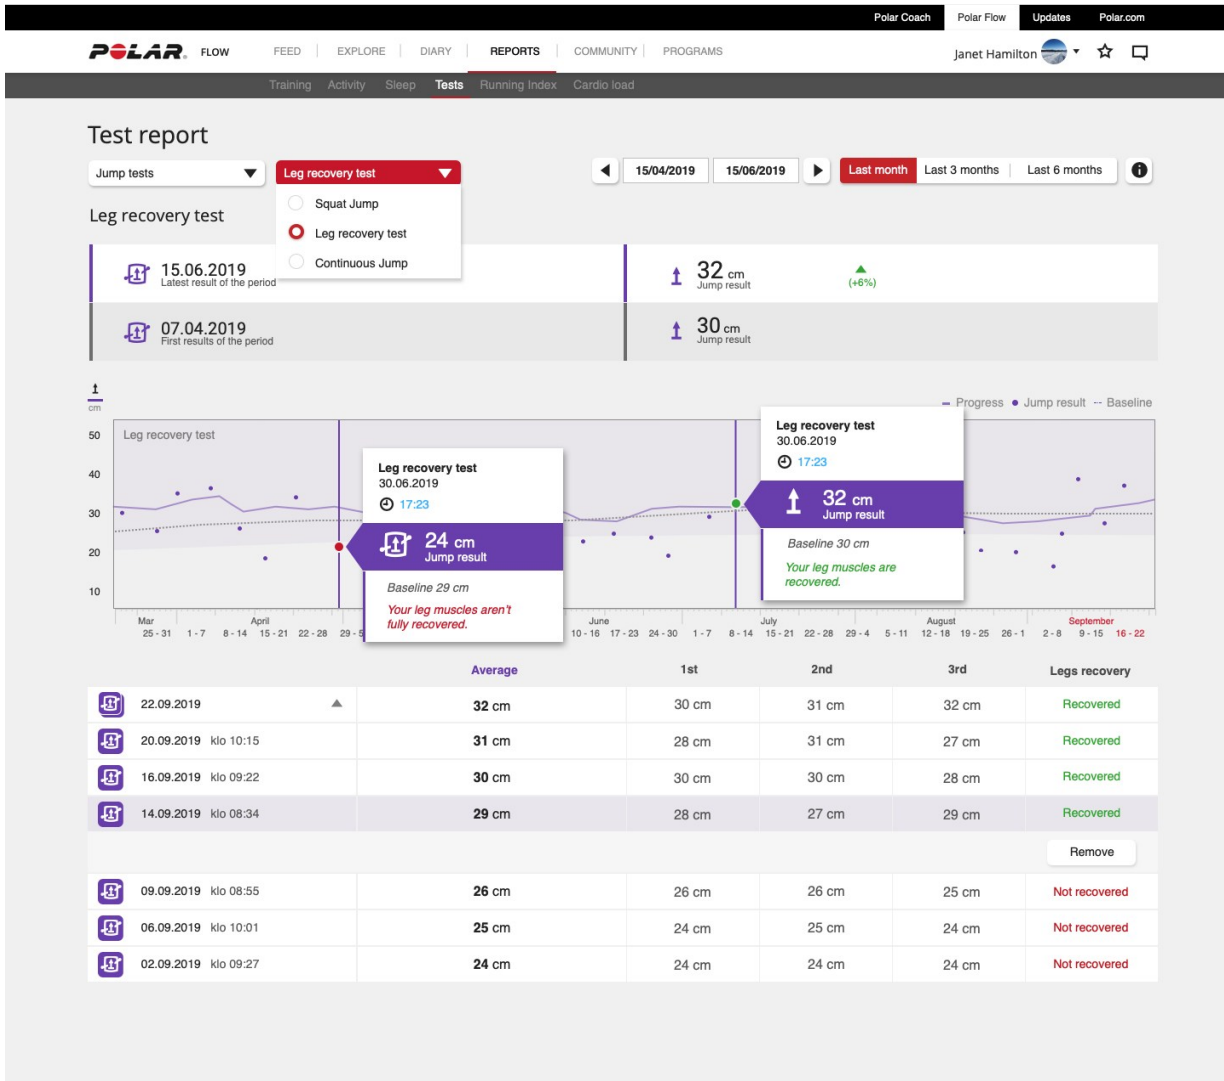 Polar Coach Polar Flow Updates Polar.com
POLAR. FLOW FEED EXPLORE DIARY REPORTS COMMUNITY PROGRAMS Janet Hamilton
Training Activity Sleep Tests Running Index Cardio load
Test report
Jump tests Leg recovery test 15/04/2019 15/06/2019 Last month Last 3 months Last 6 months
Squat Jump
Leg recovery test
Continuous Jump
Leg recovery test
15.06.2019
Latest result of the period
32 cm
Jump result
(+6%)
07.04.2019
First results of the period
30 cm
Jump result
cm
Progress Jump result Baseline
50
40
30
20
10
Leg recovery test
Leg recovery test
30.06.2019
17:23
24 cm
Jump result
Baseline 29 cm
Your leg muscles aren't
fully recovered.
Leg recovery test
30.06.2019
17:23
32 cm
Jump result
Baseline 30 cm
Your leg muscles are
recovered.
Mar April June July August September
25 - 31 1 - 7 8 - 14 15 - 21 22 - 28 29 - 5 10 - 16 17 - 23 24 - 30 1 - 7 8 - 14 15 - 21 22 - 28 29 - 4 5 - 11 12 - 18 19 - 25 26 - 1 2 - 8 9 - 15 16 - 22
Average 1st 2nd 3rd Legs recovery
22.09.2019 32 cm 30 cm 31 cm 32 cm Recovered
20.09.2019 klo 10:15 31 cm 28 cm 31 cm 27 cm Recovered
16.09.2019 klo 09:22 30 cm 30 cm 30 cm 28 cm Recovered
14.09.2019 klo 08:34 29 cm 28 cm 27 cm 29 cm Recovered
Remove
09.09.2019 klo 08:55 26 cm 26 cm 26 cm 25 cm Not recovered
06.09.2019 klo 10:01 25 cm 24 cm 25 cm 24 cm Not recovered
02.09.2019 klo 09:27 24 cm 24 cm 24 cm 24 cm Not recovered